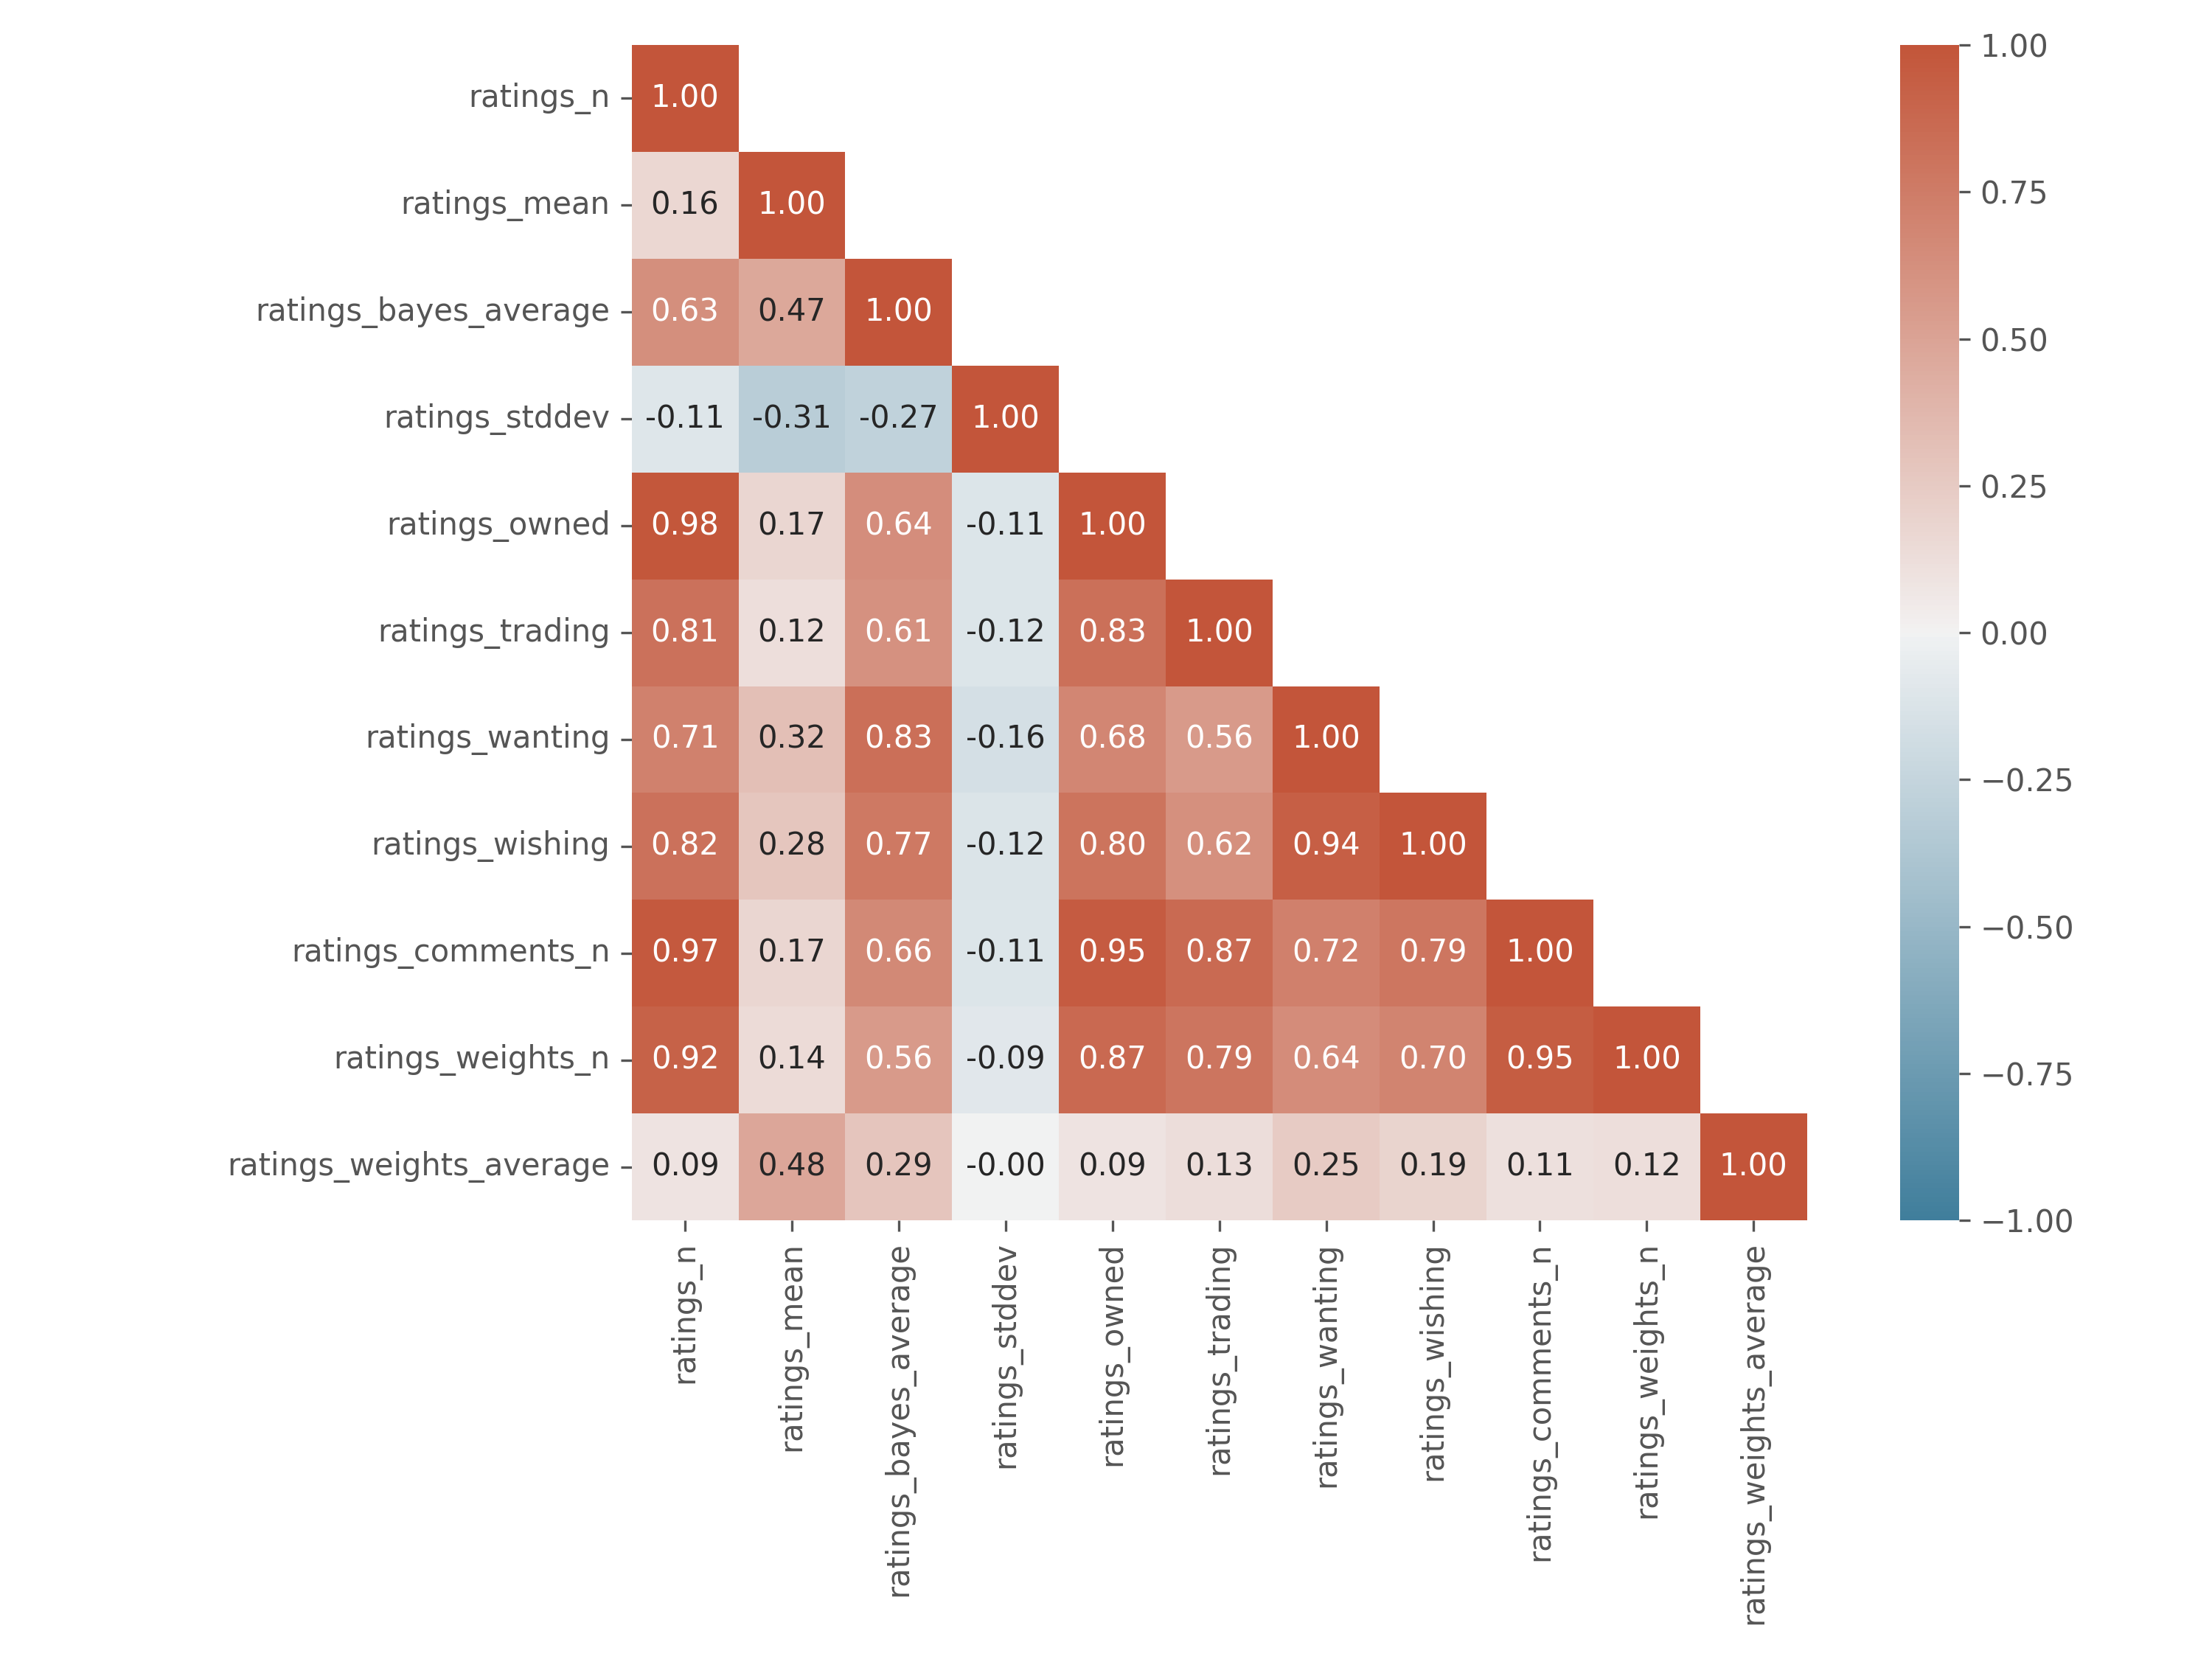 ratings_n 1.00
ratings_mean 0.16 1.00
ratings_bayes_average 0.63 0.47 1.00
ratings_stddev -0.11 -0.31 -0.27 1.00
ratings_owned 0.98 0.17 0.64 -0.11 1.00
ratings_trading 0.81 0.12 0.61 -0.12 0.83 1.00
ratings_wanting 0.71 0.32 0.83 -0.16 0.68 0.56 1.00
ratings_wishing 0.82 0.28 0.77 -0.12 0.80 0.62 0.94 1.00
ratings_comments_n 0.97 0.17 0.66 -0.11 0.95 0.87 0.72 0.79 1.00
ratings_weights_n 0.92 0.14 0.56 -0.09 0.87 0.79 0.64 0.70 0.95 1.00
ratings_weights_average 0.09 0.48 0.29 -0.00 0.09 0.13 0.25 0.19 0.11 0.12 1.00
ratings_n
ratings_mean
ratings_bayes_average
ratings_stddev
ratings_owned
ratings_trading
ratings_wanting
ratings_wishing
ratings_comments_n
ratings_weights_n
ratings_weights_average
1.00
0.75
0.50
0.25
0.00
−0.25
−0.50
−0.75
−1.00